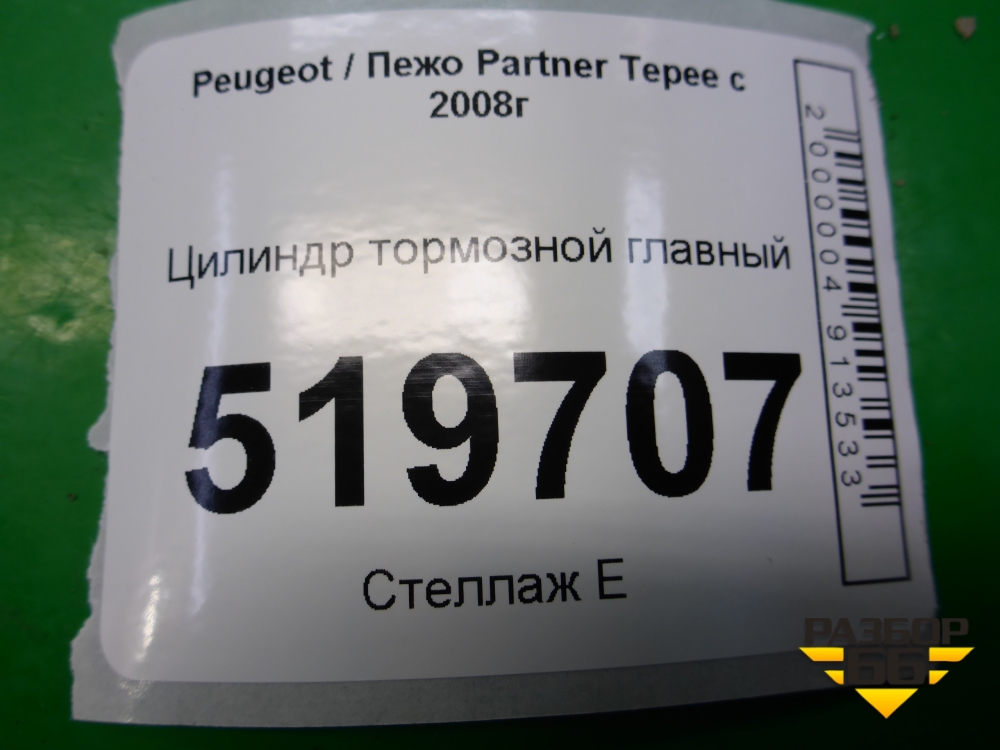 Peugeot / Пежо Partner Tepee с
2008г
Цилиндр тормозной главный
519707
Стеллаж Е
2000004913533
РАЗБОР
66